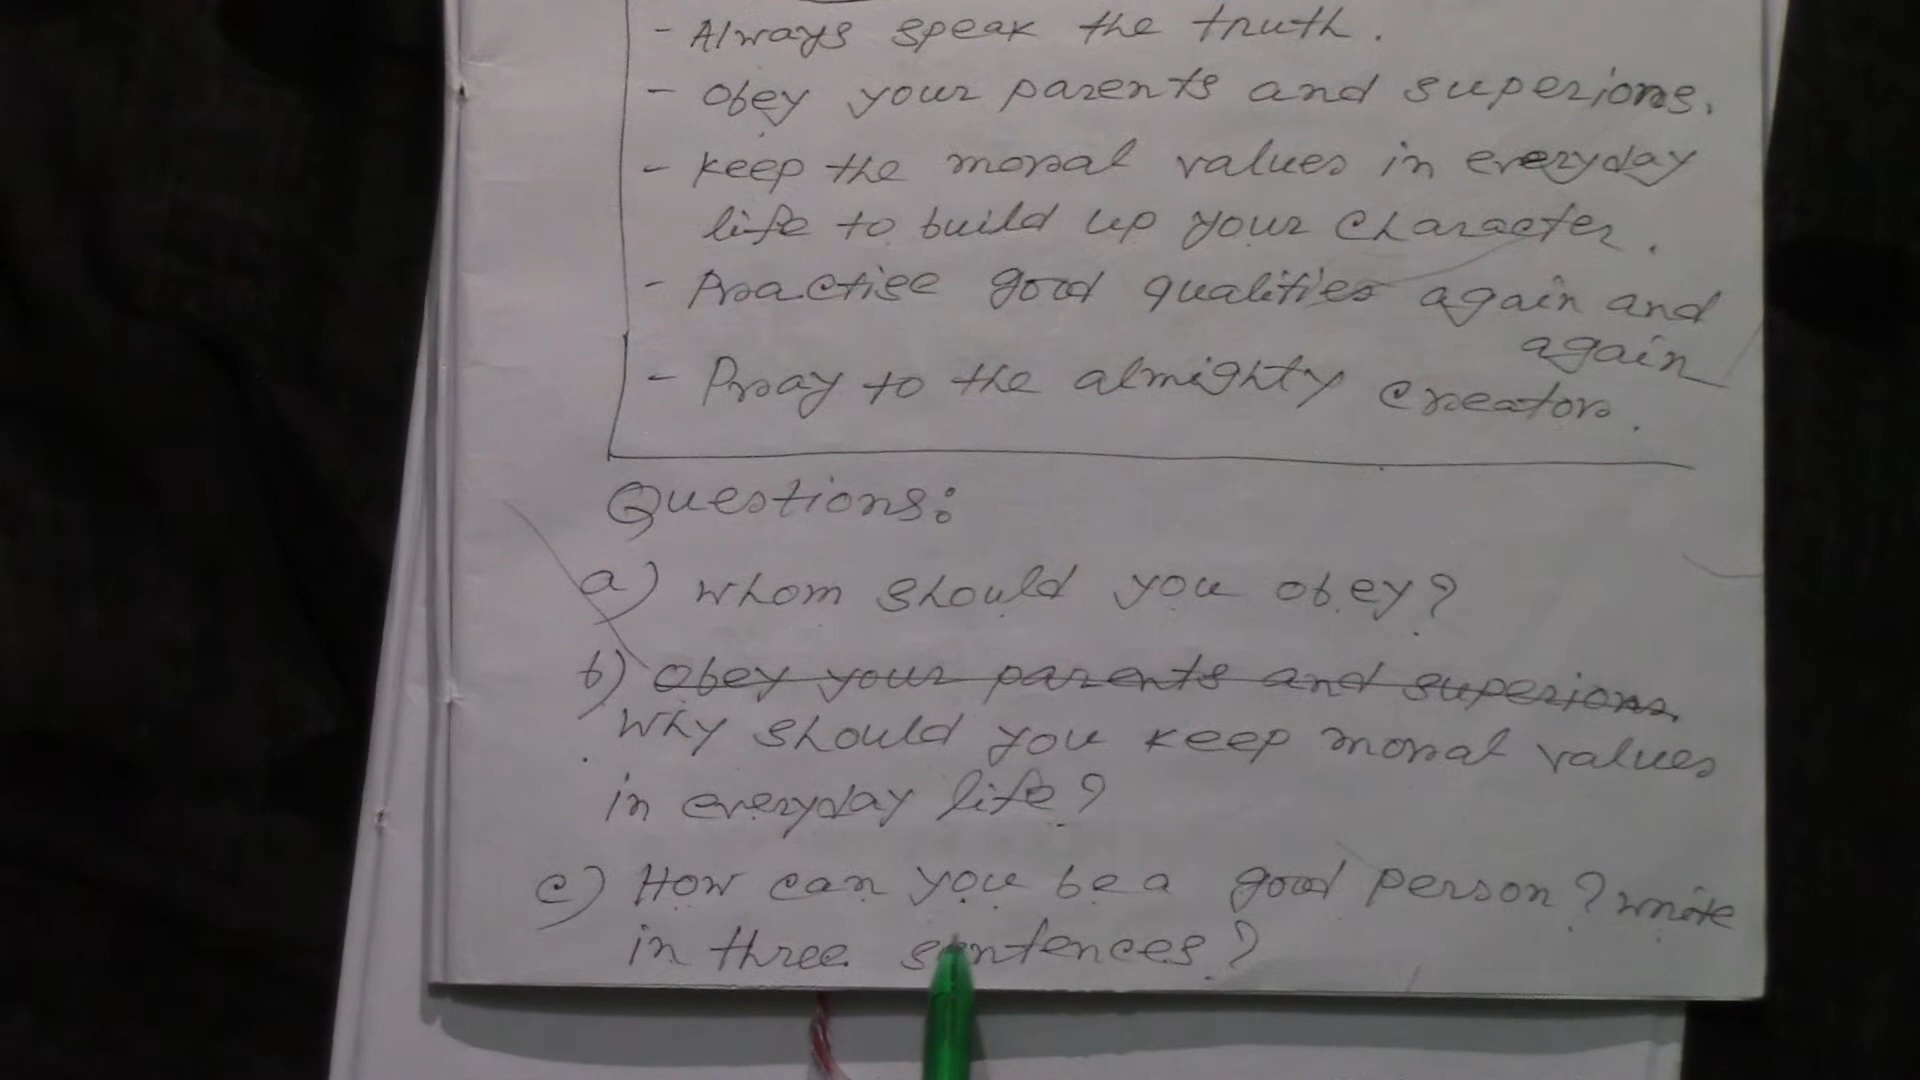 - Always speak the truth.
- Obey your parents and superiors.
- Keep the moral values in everyday
life to build up your character.
- Practise good qualities again and
again
- Pray to the almighty creator.
Questions:
a) Whom should you obey?
b) Obey your parents and superiors.
Why should you keep moral values
in everyday life?
c) How can you be a good person? Write
in three sentences?